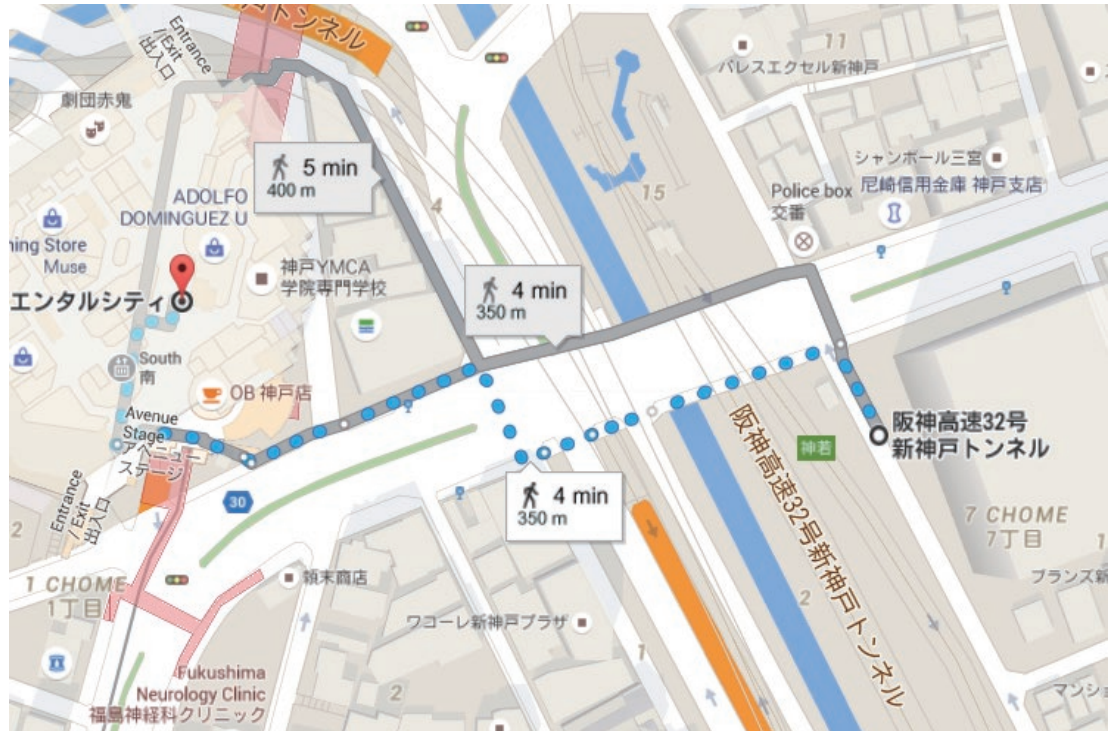 トンネル
Entrance
/Exit
出入口
11
パレスエクセル新神戸
劇団赤鬼
5 min
400 m
シャンボール三宮
尼崎信用金庫 神戸支店
Police box
交番
15
4
ADOLFO
DOMINGUEZ U
ning Store
Muse
神戸YMCA
学院専門学校
4 min
350 m
エンタルシティ
South
南
OB 神戸店
Avenue
Stage
アベニュー
ステージ
阪神高速32号
新神戸トンネル
神若
阪神高速32号新神戸トンネル
4 min
350 m
30
Entrance
/Exit
出入口
2
7 CHOME
7丁目
1
1 CHOME
1丁目
頼末商店
プランズ新
2
ワコーレ新神戸プラザ
1
Fukushima
Neurology Clinic
福島神経科クリニック
2
マンショ